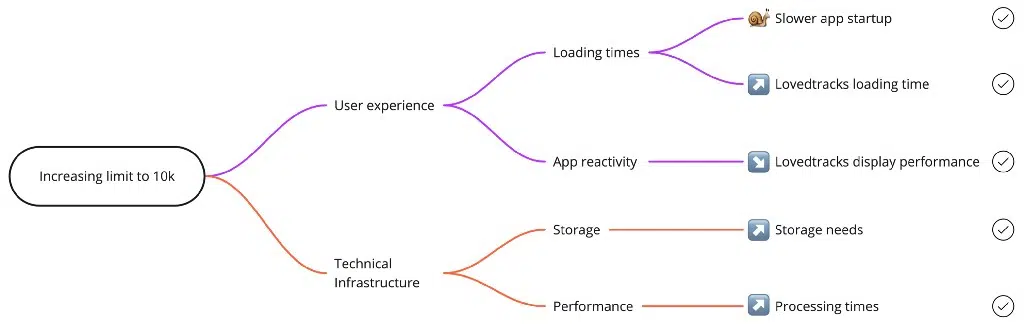 Increasing limit to 10k
User experience
Loading times
🐌 Slower app startup
↗️ Lovedtracks loading time
App reactivity
↘️ Lovedtracks display performance
Technical
Infrastructure
Storage
↗️ Storage needs
Performance
↗️ Processing times